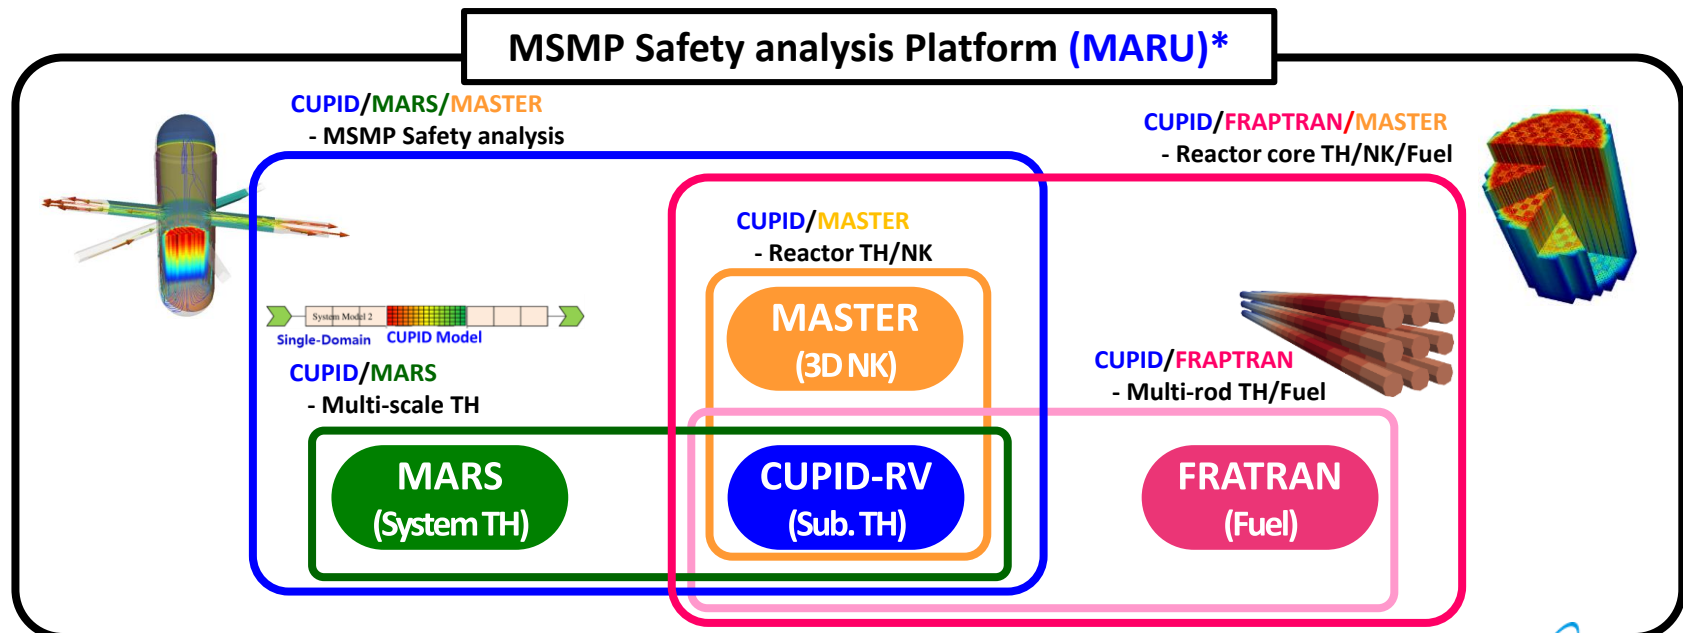 MSMP Safety analysis Platform (MARU)*
CUPID/MARS/MASTER
- MSMP Safety analysis
CUPID/FRAPTRAN/MASTER
- Reactor core TH/NK/Fuel
CUPID/MASTER
- Reactor TH/NK
System Model 2
Single-Domain
CUPID Model
MASTER
(3D NK)
CUPID/MARS
- Multi-scale TH
CUPID/FRAPTRAN
- Multi-rod TH/Fuel
MARS
(System TH)
CUPID-RV
(Sub. TH)
FRATRAN
(Fuel)